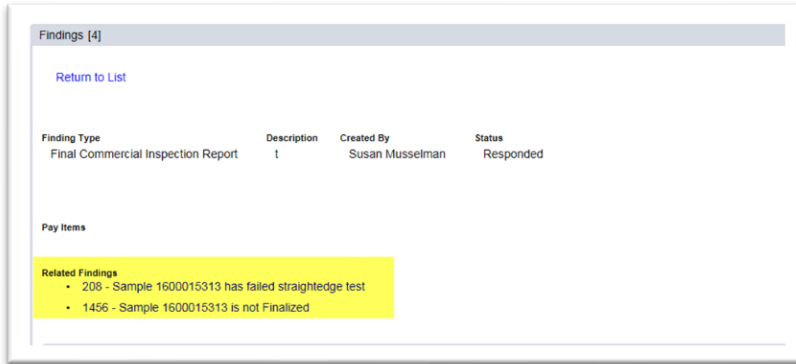 Findings [4]
Return to List
Finding Type Description Created By Status
Final Commercial Inspection Report t Susan Musselman Responded
Pay Items
Related Findings
• 208 - Sample 1600015313 has failed straightedge test
• 1456 - Sample 1600015313 is not Finalized